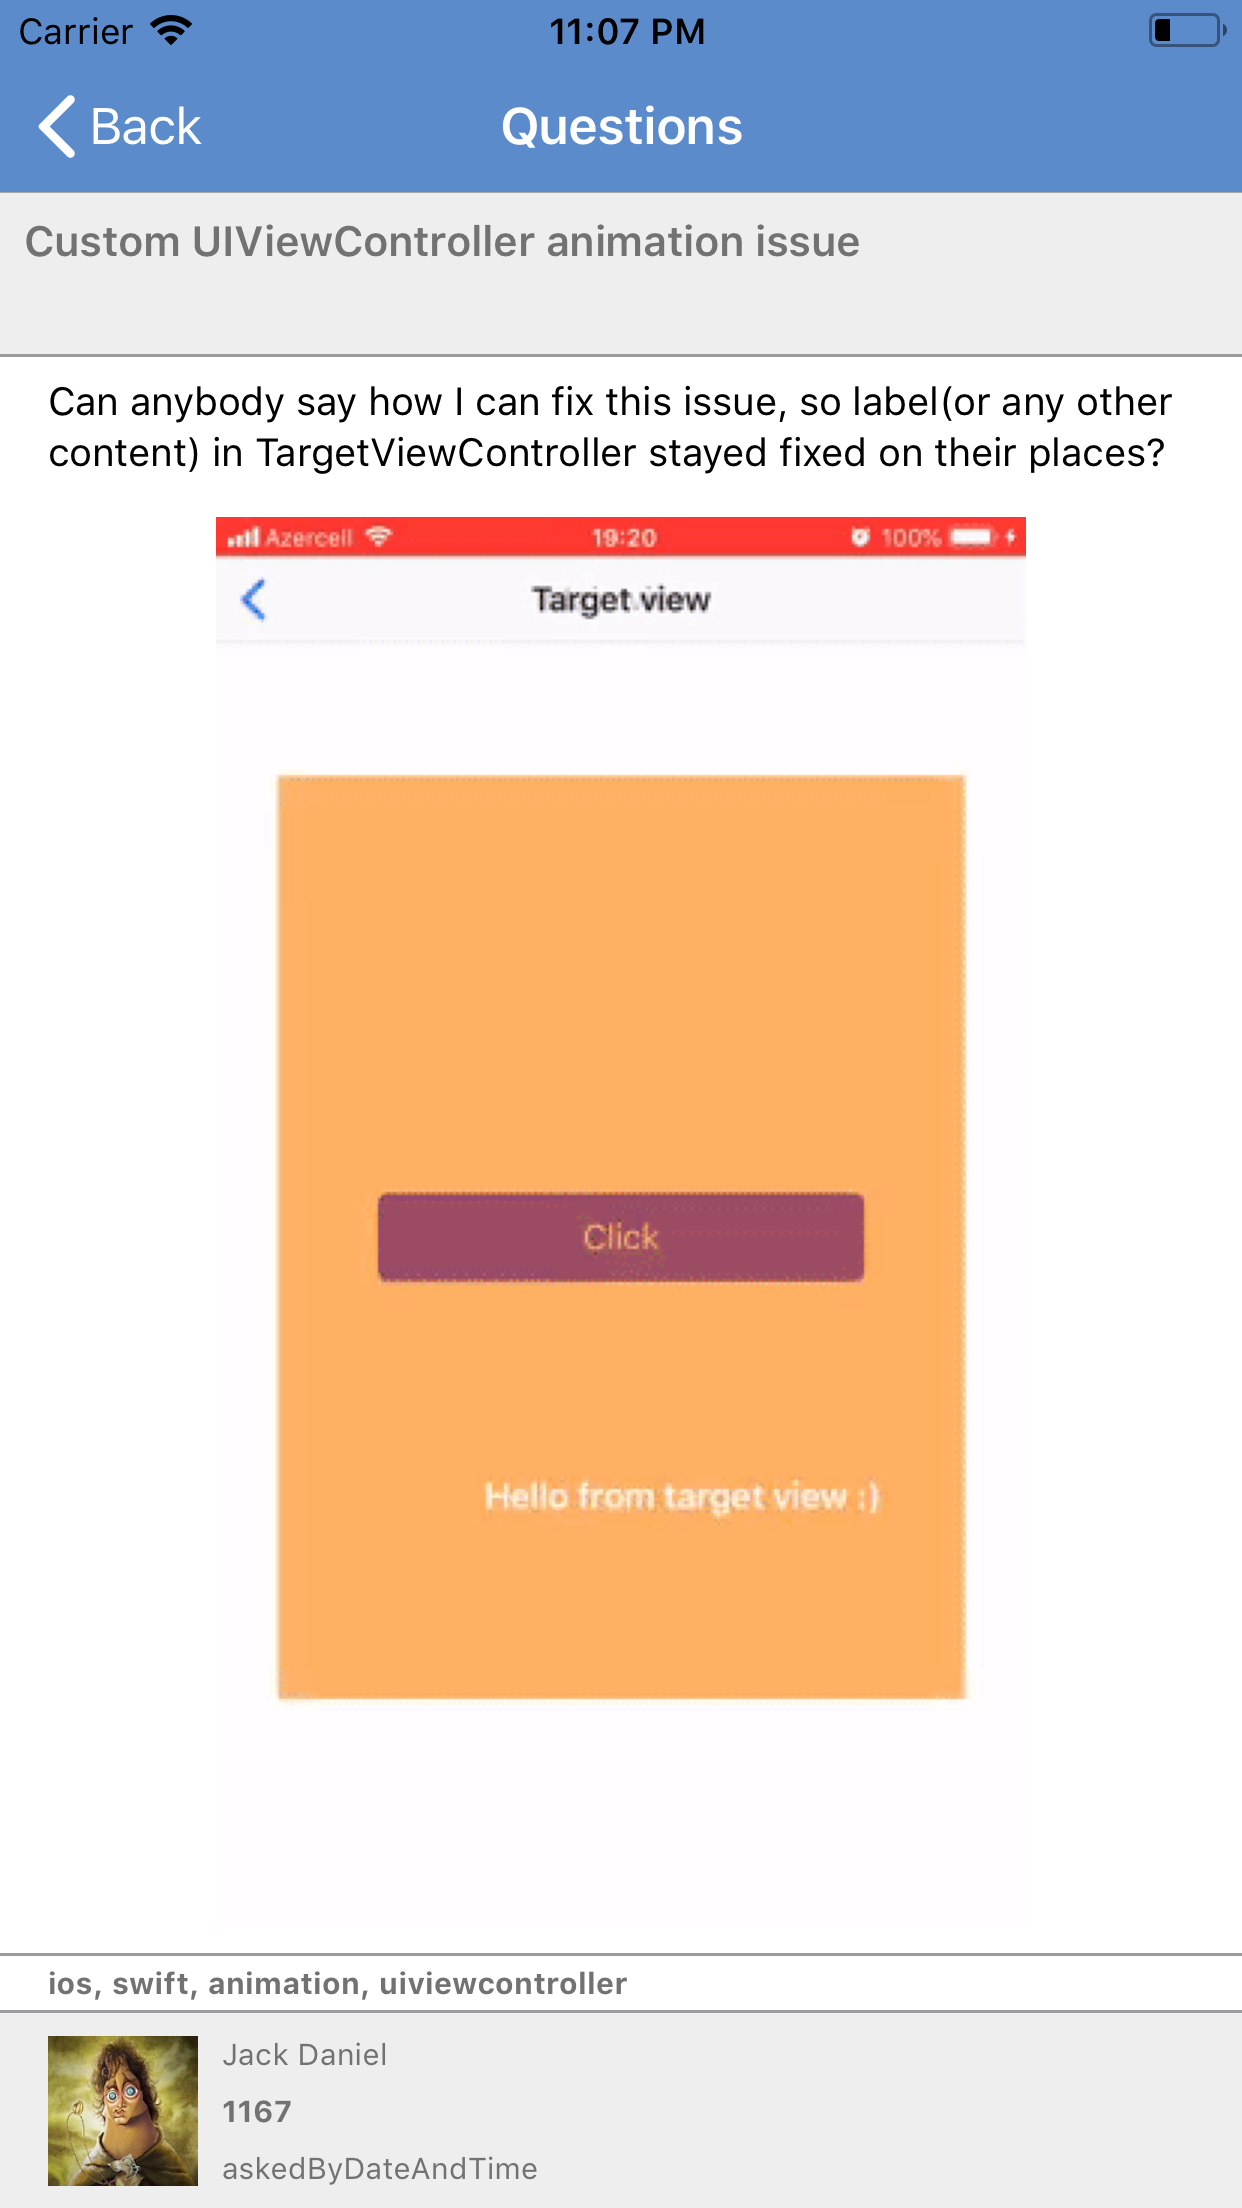 Carrier 11:07 PM
Back Questions
Custom UIViewController animation issue
Can anybody say how I can fix this issue, so label(or any other
content) in TargetViewController stayed fixed on their places?
Azercell 19:20 100%
Target view
Click
Hello from target view :)
ios, swift, animation, uiviewcontroller
Jack Daniel
1167
askedByDateAndTime